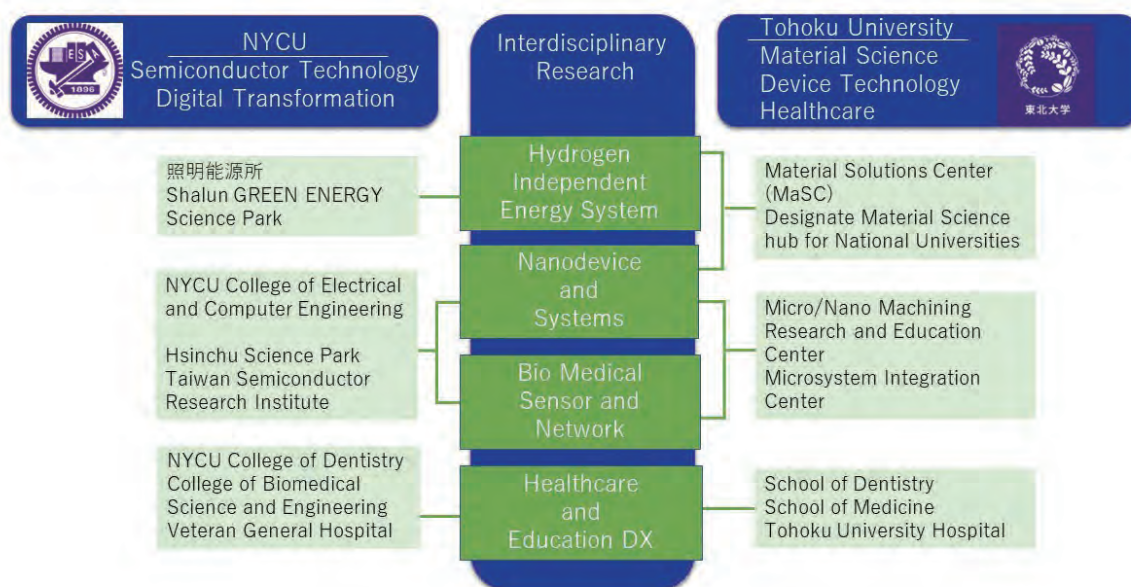 NYCU
Semiconductor Technology
Digital Transformation
ES
1896
Interdisciplinary
Research
Tohoku University
Material Science
Device Technology
Healthcare
東北大学
照明能源所
Shalun GREEN ENERGY
Science Park
Hydrogen
Independent
Energy System
Material Solutions Center
(MaSC)
Designate Material Science
hub for National Universities
NYCU College of Electrical
and Computer Engineering
Hsinchu Science Park
Taiwan Semiconductor
Research Institute
Nanodevice
and
Systems
Bio Medical
Sensor and
Network
Micro/Nano Machining
Research and Education
Center
Microsystem Integration
Center
NYCU College of Dentistry
College of Biomedical
Science and Engineering
Veteran General Hospital
Healthcare
and
Education DX
School of Dentistry
School of Medicine
Tohoku University Hospital